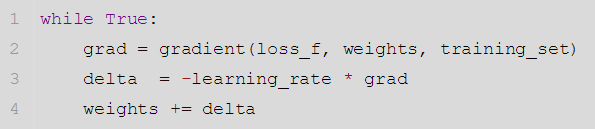 1 while True:
2     grad = gradient(loss_f, weights, training_set)
3     delta  = -learning_rate * grad
4     weights += delta